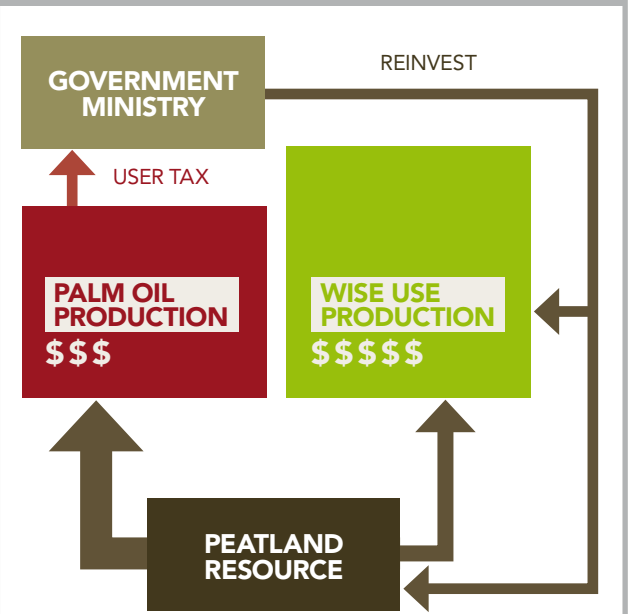 REINVEST
GOVERNMENT
MINISTRY
USER TAX
PALM OIL
PRODUCTION
$$$
WISE USE
PRODUCTION
$$$$$
PEATLAND
RESOURCE